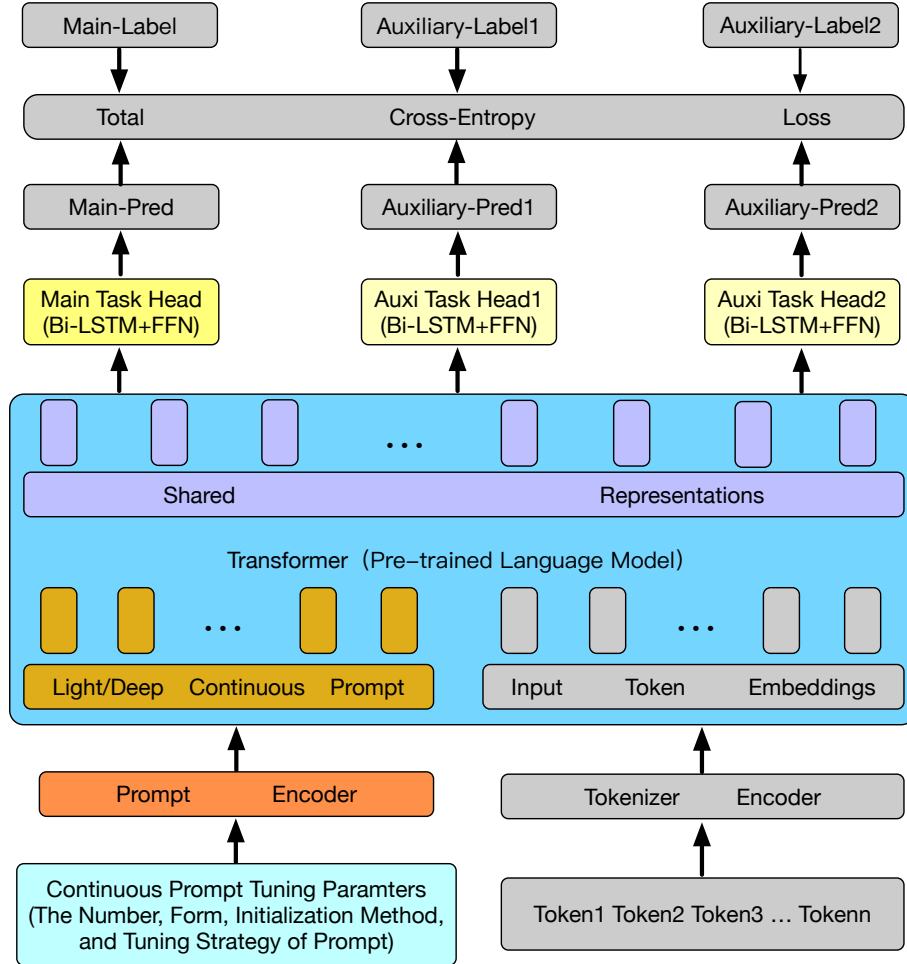 Main-Label
Auxiliary-Label1
Auxiliary-Label2
Total Cross-Entropy Loss
Main-Pred
Auxiliary-Pred1
Auxiliary-Pred2
Main Task Head
(Bi-LSTM+FFN)
Auxi Task Head1
(Bi-LSTM+FFN)
Auxi Task Head2
(Bi-LSTM+FFN)
...
Shared Representations
Transformer (Pre-trained Language Model)
...
...
Light/Deep Continuous Prompt
Input Token Embeddings
Prompt Encoder
Tokenizer Encoder
Continuous Prompt Tuning Paramters
(The Number, Form, Initialization Method,
and Tuning Strategy of Prompt)
Token1 Token2 Token3 ... Tokenn